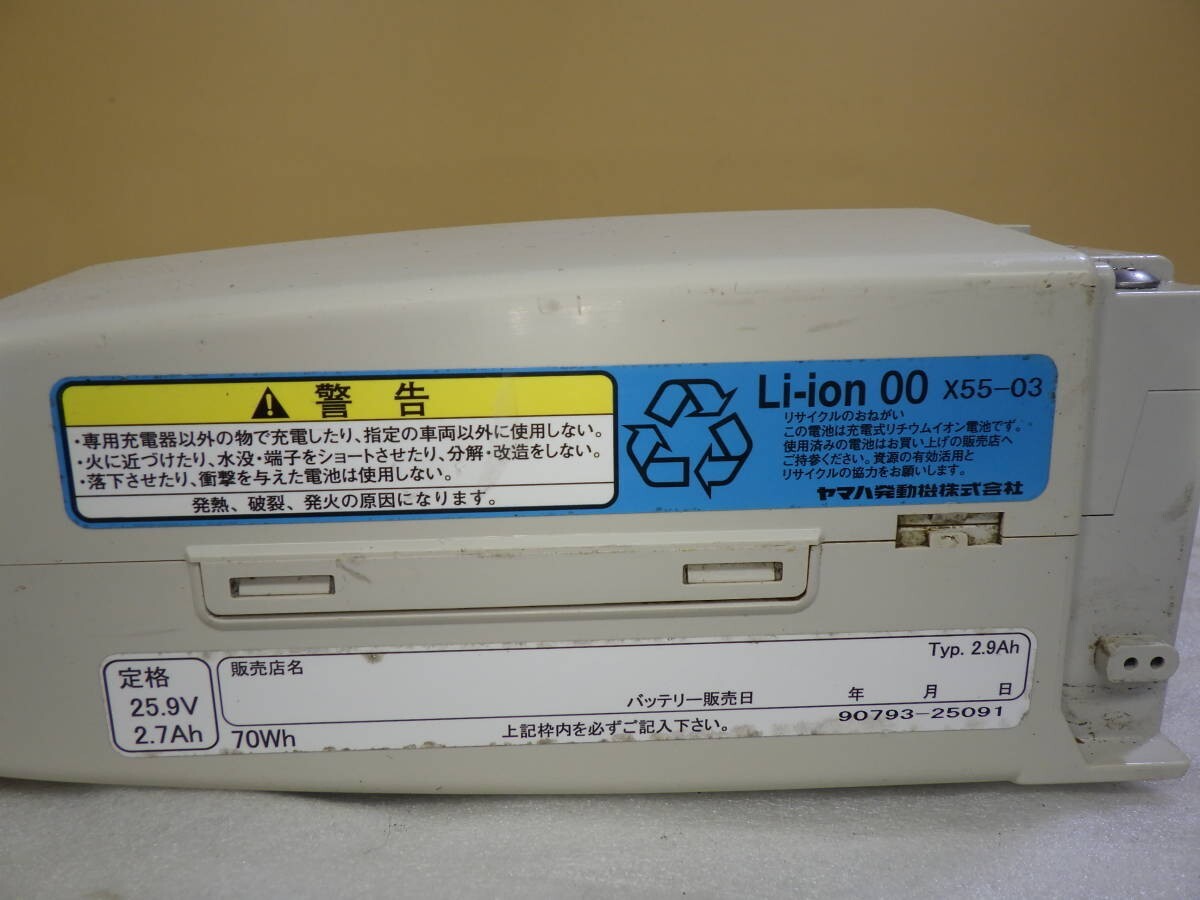 警告
・専用充電器以外の物で充電したり、指定の車両以外に使用しない。
・火に近づけたり、水没・端子をショートさせたり、分解・改造をしない。
・落下させたり、衝撃を与えた電池は使用しない。
発熱、破裂、発火の原因になります。
Li-ion 00 X55-03
リサイクルのおねがい
この電池は充電式リチウムイオン電池です。
使用済みの電池はお買い上げの販売店へ
ご持参ください。資源の有効活用と
リサイクルの協力をお願いします。
ヤマハ発動機株式会社
定格
25.9V
2.7Ah
販売店名
Typ. 2.9Ah
バッテリー販売日 年 月 日
70Wh
上記枠内を必ずご記入下さい。
90793-25091